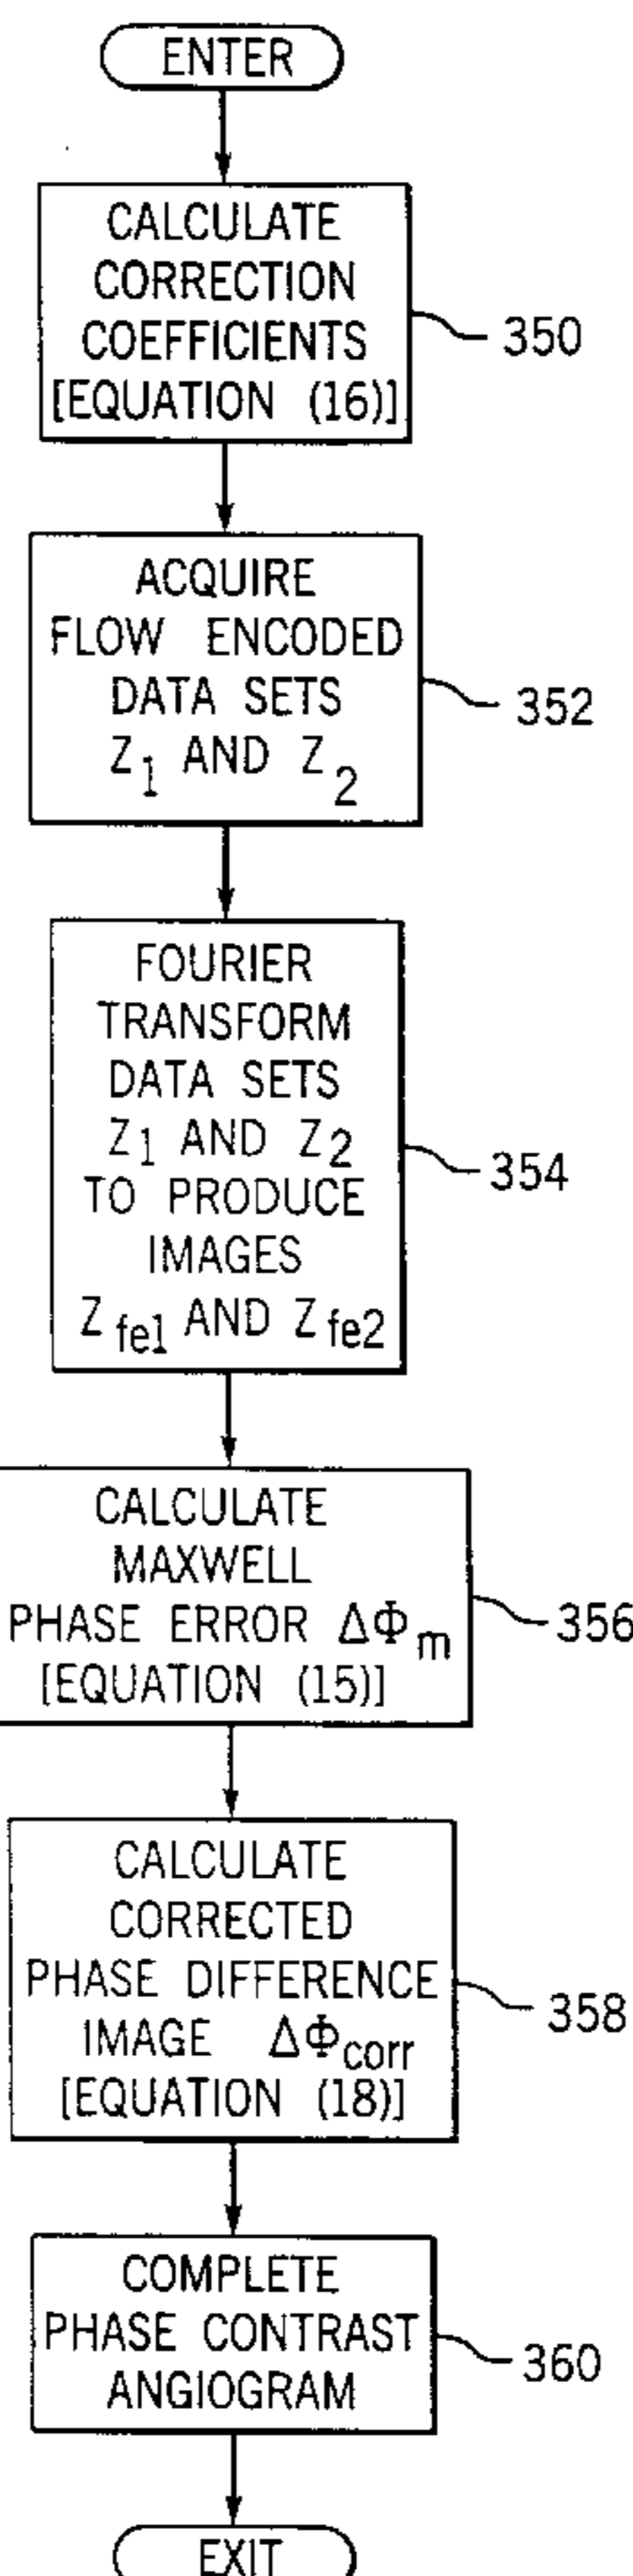 ENTER
CALCULATE
CORRECTION
COEFFICIENTS
[EQUATION (16)]
350
ACQUIRE
FLOW ENCODED
DATA SETS
Z1 AND Z2
352
FOURIER
TRANSFORM
DATA SETS
Z1 AND Z2
TO PRODUCE
IMAGES
Zfe1 AND Zfe2
354
CALCULATE
MAXWELL
PHASE ERROR ΔΦm
[EQUATION (15)]
356
CALCULATE
CORRECTED
PHASE DIFFERENCE
IMAGE ΔΦcorr
[EQUATION (18)]
358
COMPLETE
PHASE CONTRAST
ANGIOGRAM
360
EXIT